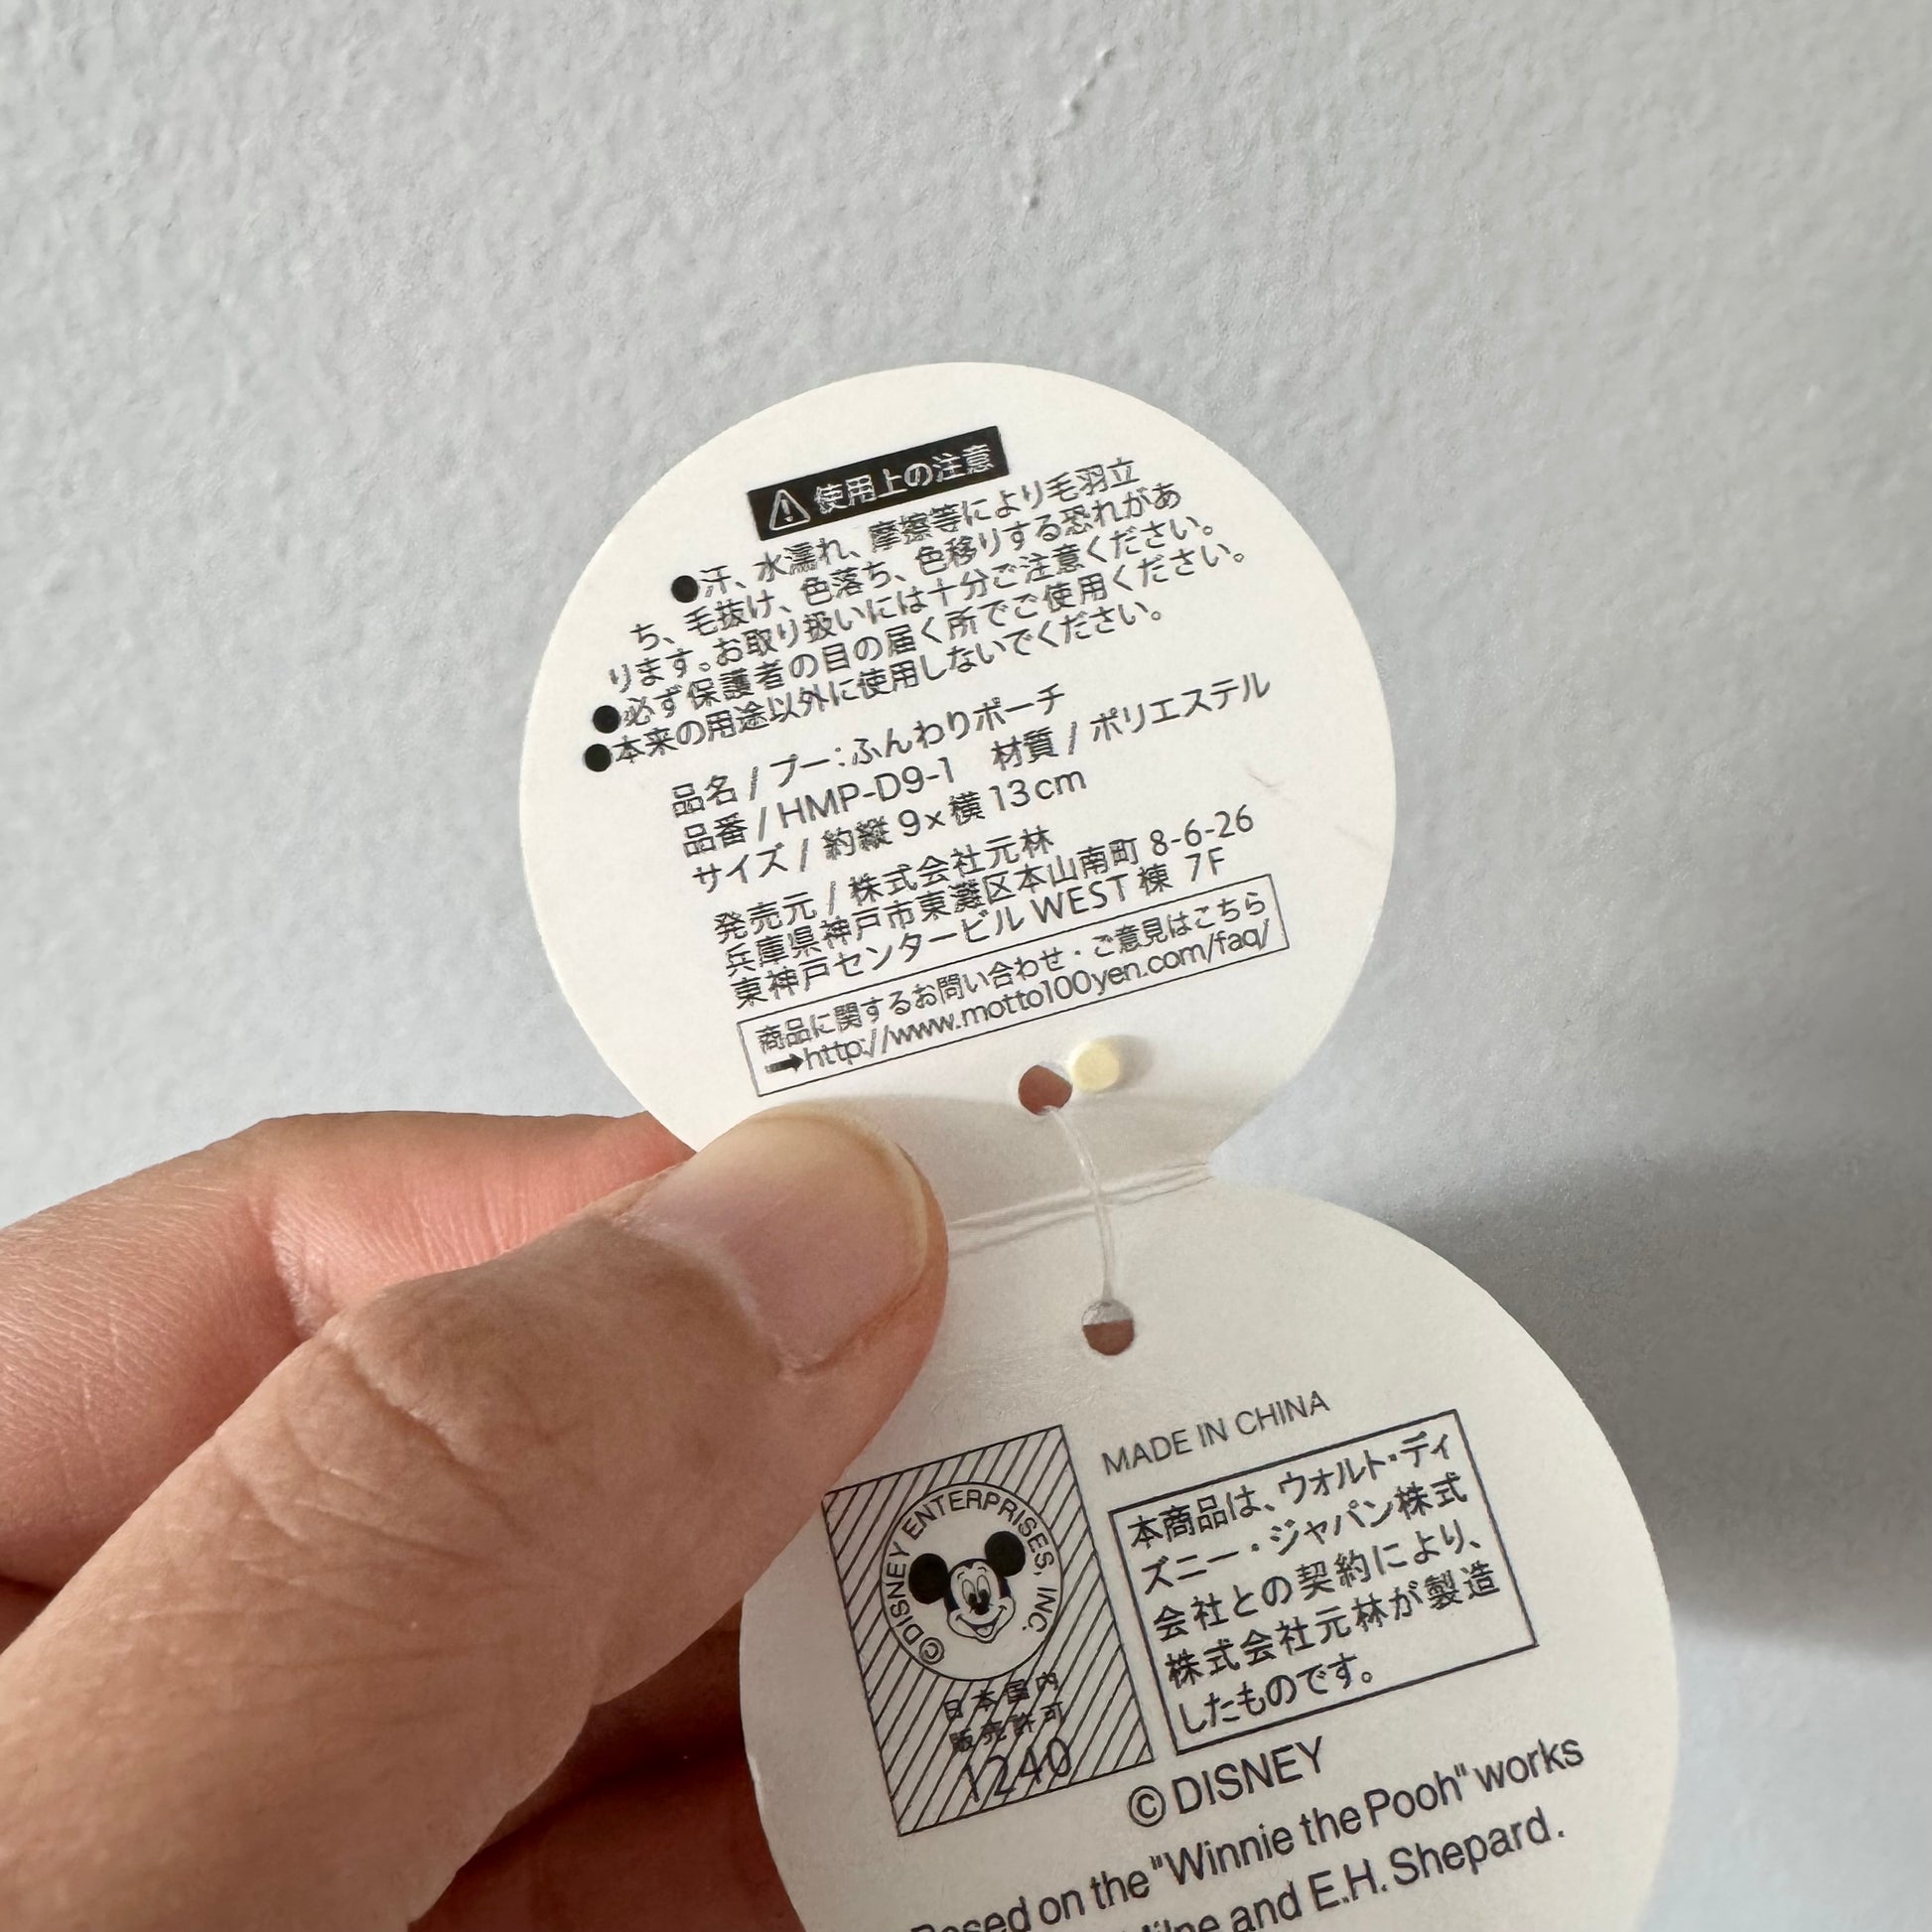 使用上の注意
●汗、水濡れ、摩擦等により毛羽立
ち、毛抜け、色落ち、色移りする恐れがあ
ります。お取り扱いには十分ご注意ください。
●必ず保護者の目の届く所でご使用ください。
●本来の用途以外に使用しないでください。
品名 / プー:ふんわりポーチ
品番 / HMP-D9-1 材質 / ポリエステル
サイズ / 約縦 9×横 13cm
発売元 / 株式会社元林
兵庫県神戸市東灘区本山南町 8-6-26
東神戸センタービル WEST 棟 7F
商品に関するお問い合わせ・ご意見はこちら
➡http://www.motto100yen.com/faq/
MADE IN CHINA
©DISNEY ENTERPRISES, INC.
日本国内
販売許可
1240
本商品は、ウォルト・ディ
ズニー・ジャパン株式
会社との契約により、
株式会社元林が製造
したものです。
©DISNEY
Based on the "Winnie the Pooh" works
Milne and E.H. Shepard.